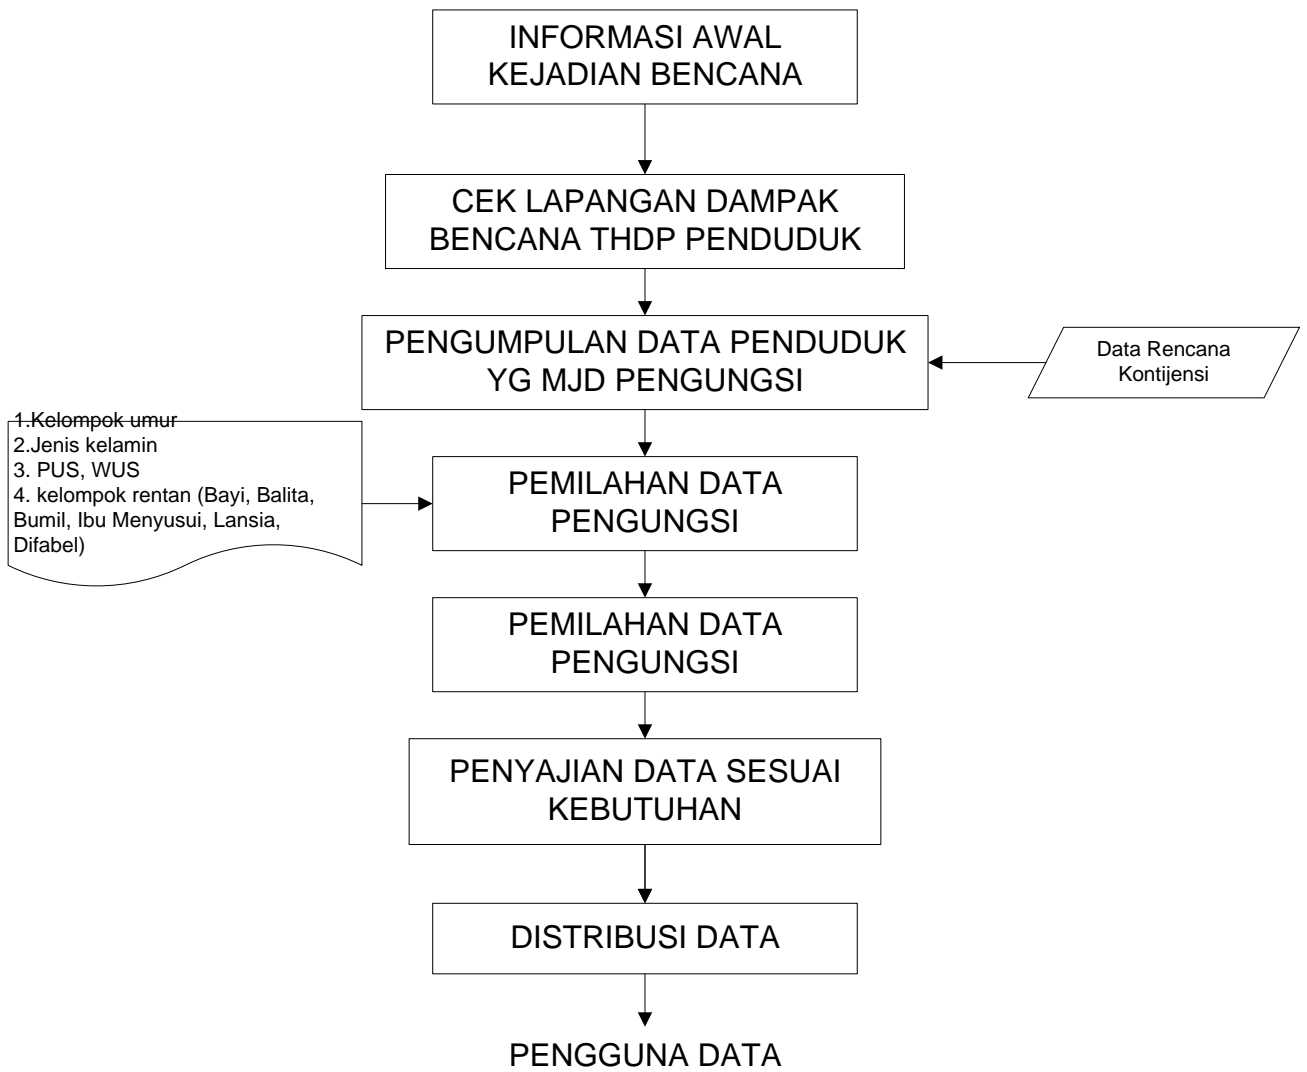 INFORMASI AWAL
KEJADIAN BENCANA
CEK LAPANGAN DAMPAK
BENCANA THDP PENDUDUK
PENGUMPULAN DATA PENDUDUK
YG MJD PENGUNGSI
Data Rencana
Kontijensi
1.Kelompok umur
2.Jenis kelamin
3. PUS, WUS
4. kelompok rentan (Bayi, Balita,
Bumil, Ibu Menyusui, Lansia,
Difabel)
PEMILAHAN DATA
PENGUNGSI
PEMILAHAN DATA
PENGUNGSI
PENYAJIAN DATA SESUAI
KEBUTUHAN
DISTRIBUSI DATA
PENGGUNA DATA